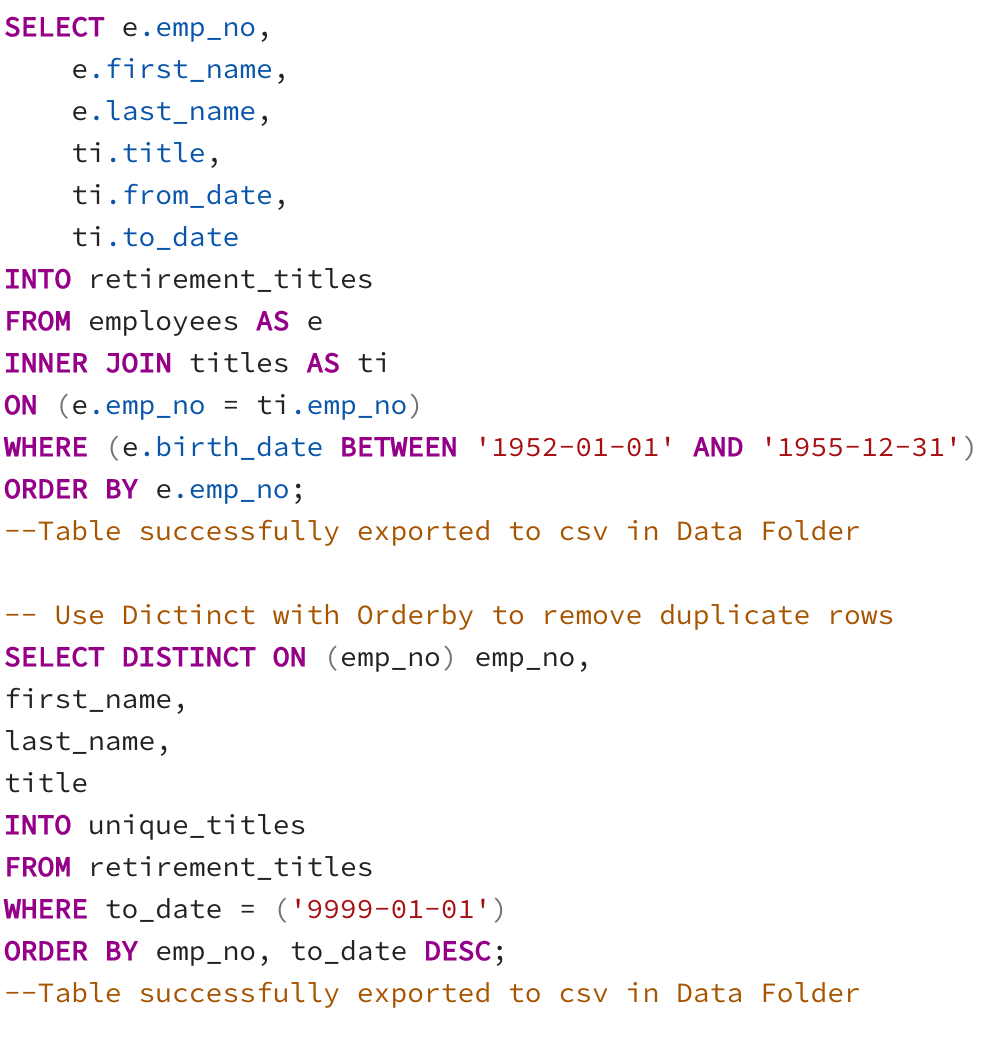 SELECT e.emp_no,
    e.first_name,
    e.last_name,
    ti.title,
    ti.from_date,
    ti.to_date
INTO retirement_titles
FROM employees AS e
INNER JOIN titles AS ti
ON (e.emp_no = ti.emp_no)
WHERE (e.birth_date BETWEEN '1952-01-01' AND '1955-12-31')
ORDER BY e.emp_no;
--Table successfully exported to csv in Data Folder

-- Use Dictinct with Orderby to remove duplicate rows
SELECT DISTINCT ON (emp_no) emp_no,
first_name,
last_name,
title
INTO unique_titles
FROM retirement_titles
WHERE to_date = ('9999-01-01')
ORDER BY emp_no, to_date DESC;
--Table successfully exported to csv in Data Folder